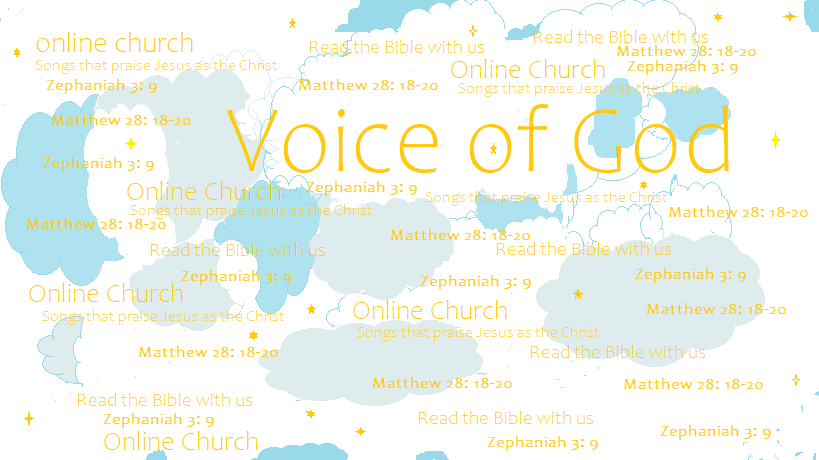 online church
Read the Bible with us
Read the Bible with us
Matthew 28: 18-20
Songs that praise Jesus as the Christ
Online Church
Zephaniah 3: 9
Zephaniah 3: 9
Matthew 28: 18-20
Songs that praise Jesus as the Christ
Matthew 28: 18-20
Voice of God
Zephaniah 3: 9
Online Church
Zephaniah 3: 9
Songs that praise Jesus as the Christ
Songs that praise Jesus as the Christ
Matthew 28: 18-20
Matthew 28: 18-20
Matthew 28: 18-20
Read the Bible with us
Read the Bible with us
Zephaniah 3: 9
Zephaniah 3: 9
Zephaniah 3: 9
Online Church
Songs that praise Jesus as the Christ
Online Church
Matthew 28: 18-20
Songs that praise Jesus as the Christ
Matthew 28: 18-20
Read the Bible with us
Matthew 28: 18-20
Matthew 28: 18-20
Read the Bible with us
Zephaniah 3: 9
Read the Bible with us
Zephaniah 3: 9
Online Church
Zephaniah 3: 9